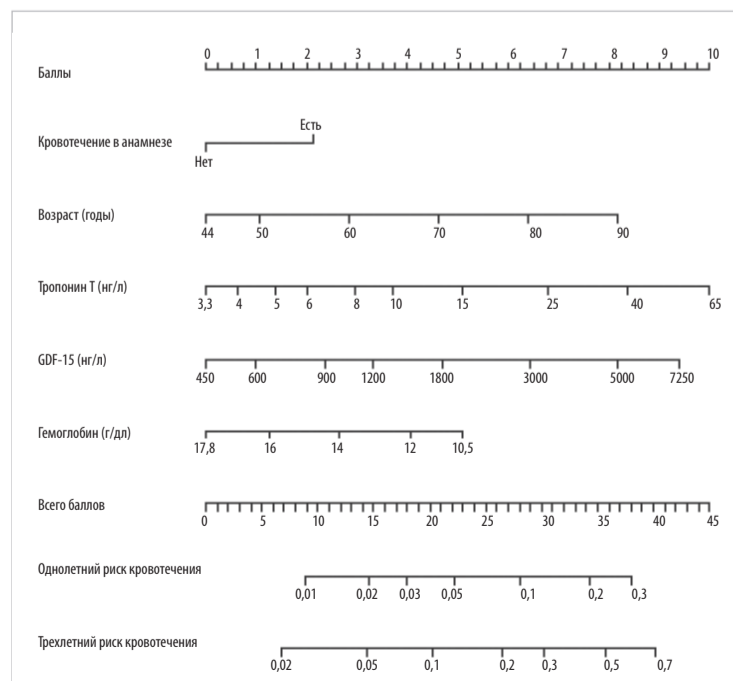 0 1 2 3 4 5 6 7 8 9 10
Баллы
Есть
Кровотечение в анамнезе
Нет
Возраст (годы)
44 50 60 70 80 90
Тропонин Т (нг/л)
3,3 4 5 6 8 10 15 25 40 65
GDF-15 (нг/л)
450 600 900 1200 1800 3000 5000 7250
Гемоглобин (г/дл)
17,8 16 14 12 10,5
Всего баллов
0 5 10 15 20 25 30 35 40 45
Однолетний риск кровотечения
0,01 0,02 0,03 0,05 0,1 0,2 0,3
Трехлетний риск кровотечения
0,02 0,05 0,1 0,2 0,3 0,5 0,7